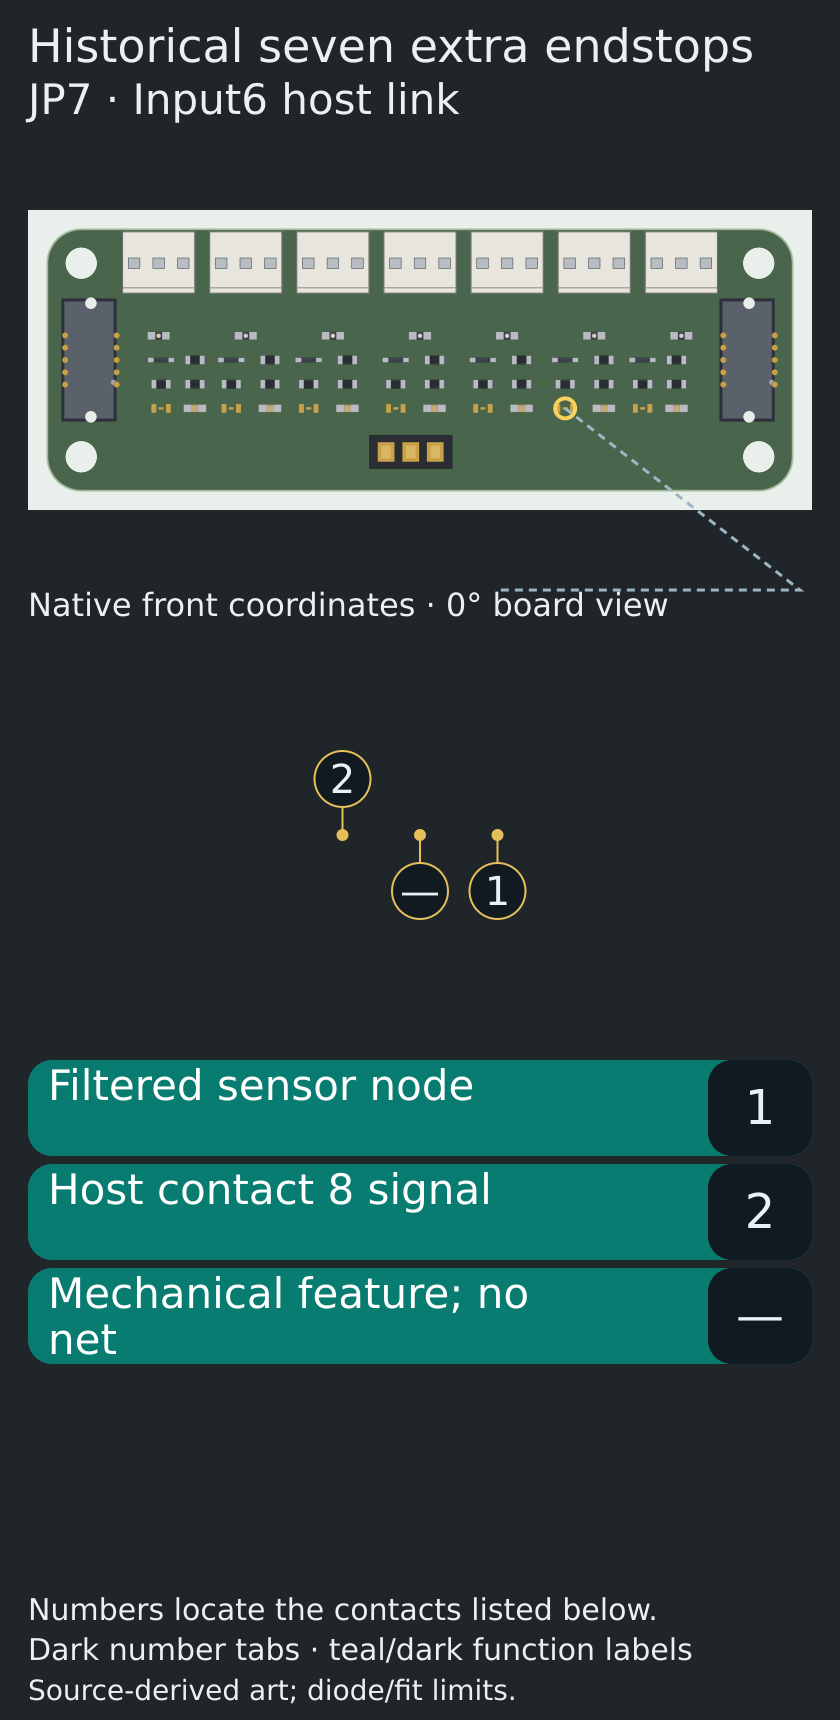 Historical seven extra endstops
JP7 · Input6 host link
Native front coordinates · 0° board view
2
— 1
Filtered sensor node 1
Host contact 8 signal 2
Mechanical feature; no
net —
Numbers locate the contacts listed below.
Dark number tabs · teal/dark function labels
Source-derived art; diode/fit limits.